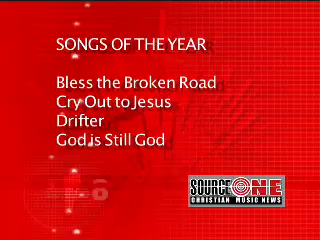 SONGS OF THE YEAR
Bless the Broken Road
Cry Out to Jesus
Drifter
God is Still God
SOURCE ONE
CHRISTIAN MUSIC NEWS